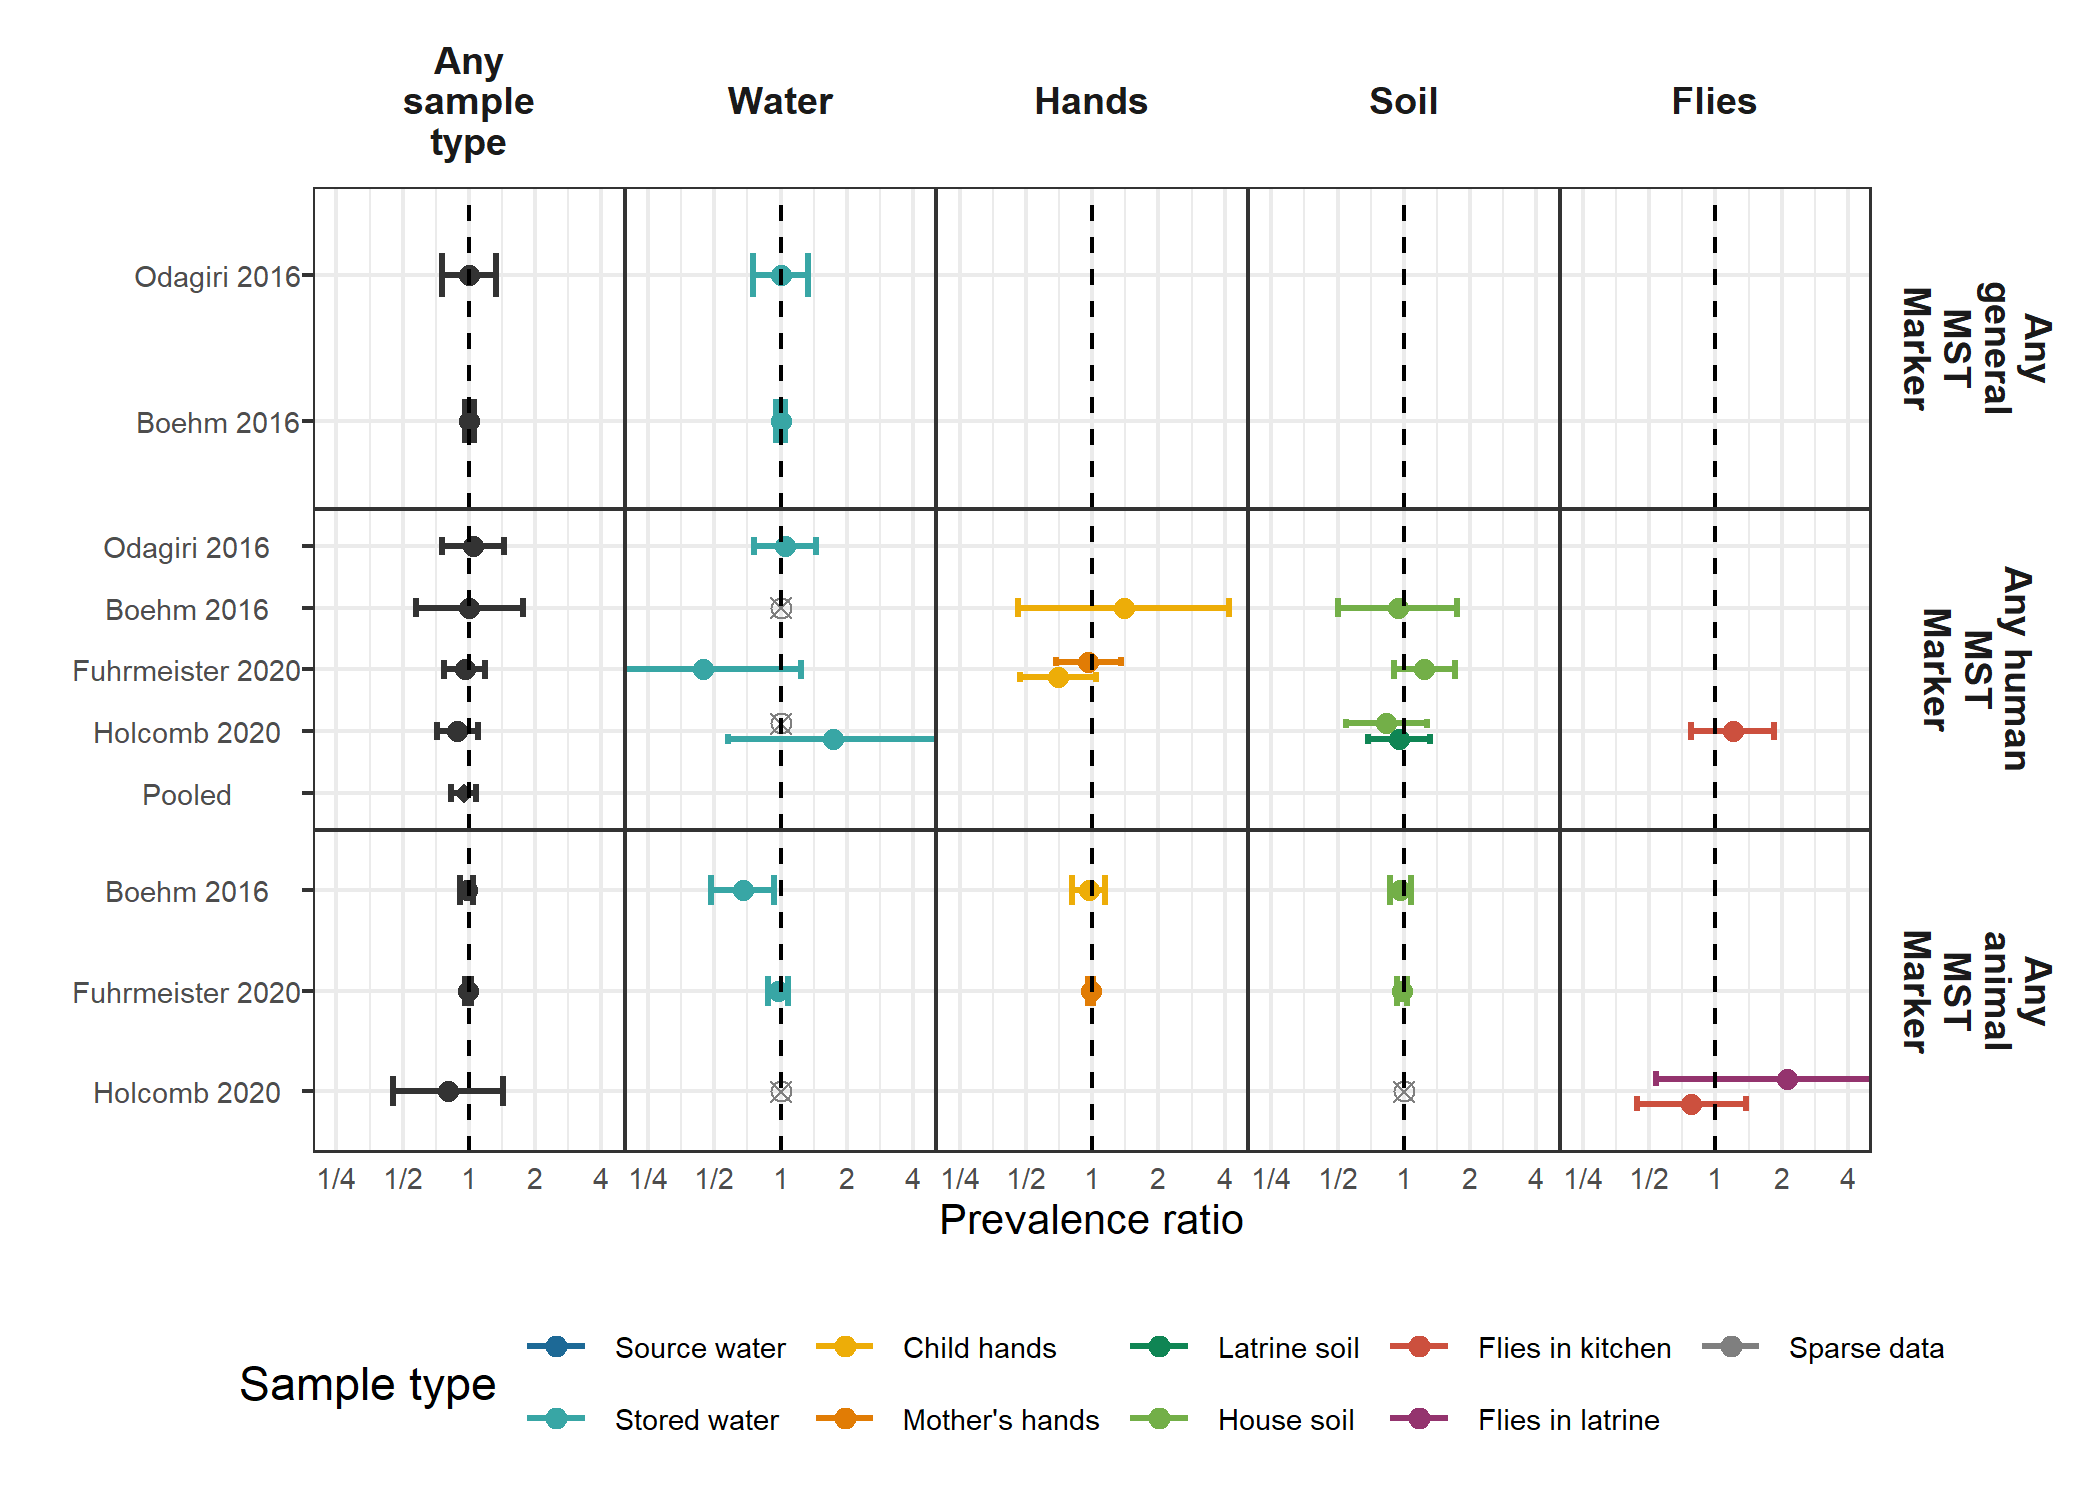 Any
sample
type
Water
Hands
Soil
Flies
Odagiri 2016
Boehm 2016
Any
general
MST
Marker
Odagiri 2016
Boehm 2016
Fuhrmeister 2020
Holcomb 2020
Pooled
Any human
MST
Marker
Boehm 2016
Fuhrmeister 2020
Holcomb 2020
Any
animal
MST
Marker
1/4 1/2 1 2 4 1/4 1/2 1 2 4 1/4 1/2 1 2 4 1/4 1/2 1 2 4 1/4 1/2 1 2 4
Prevalence ratio
Sample type
Source water Child hands Latrine soil Flies in kitchen Sparse data
Stored water Mother's hands House soil Flies in latrine